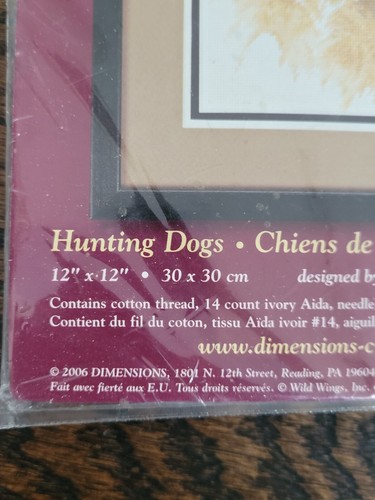 Hunting Dogs • Chiens de
12" x 12" • 30 x 30 cm designed by
Contains cotton thread, 14 count ivory Aida, needle
Contient du fil du coton, tissu Aïda ivoir #14, aiguil
www.dimensions-c
© 2006 DIMENSIONS, 1801 N. 12th Street, Reading, PA 19604
Fait avec fierté aux E.U. Tous droits réservés. © Wild Wings, Inc.